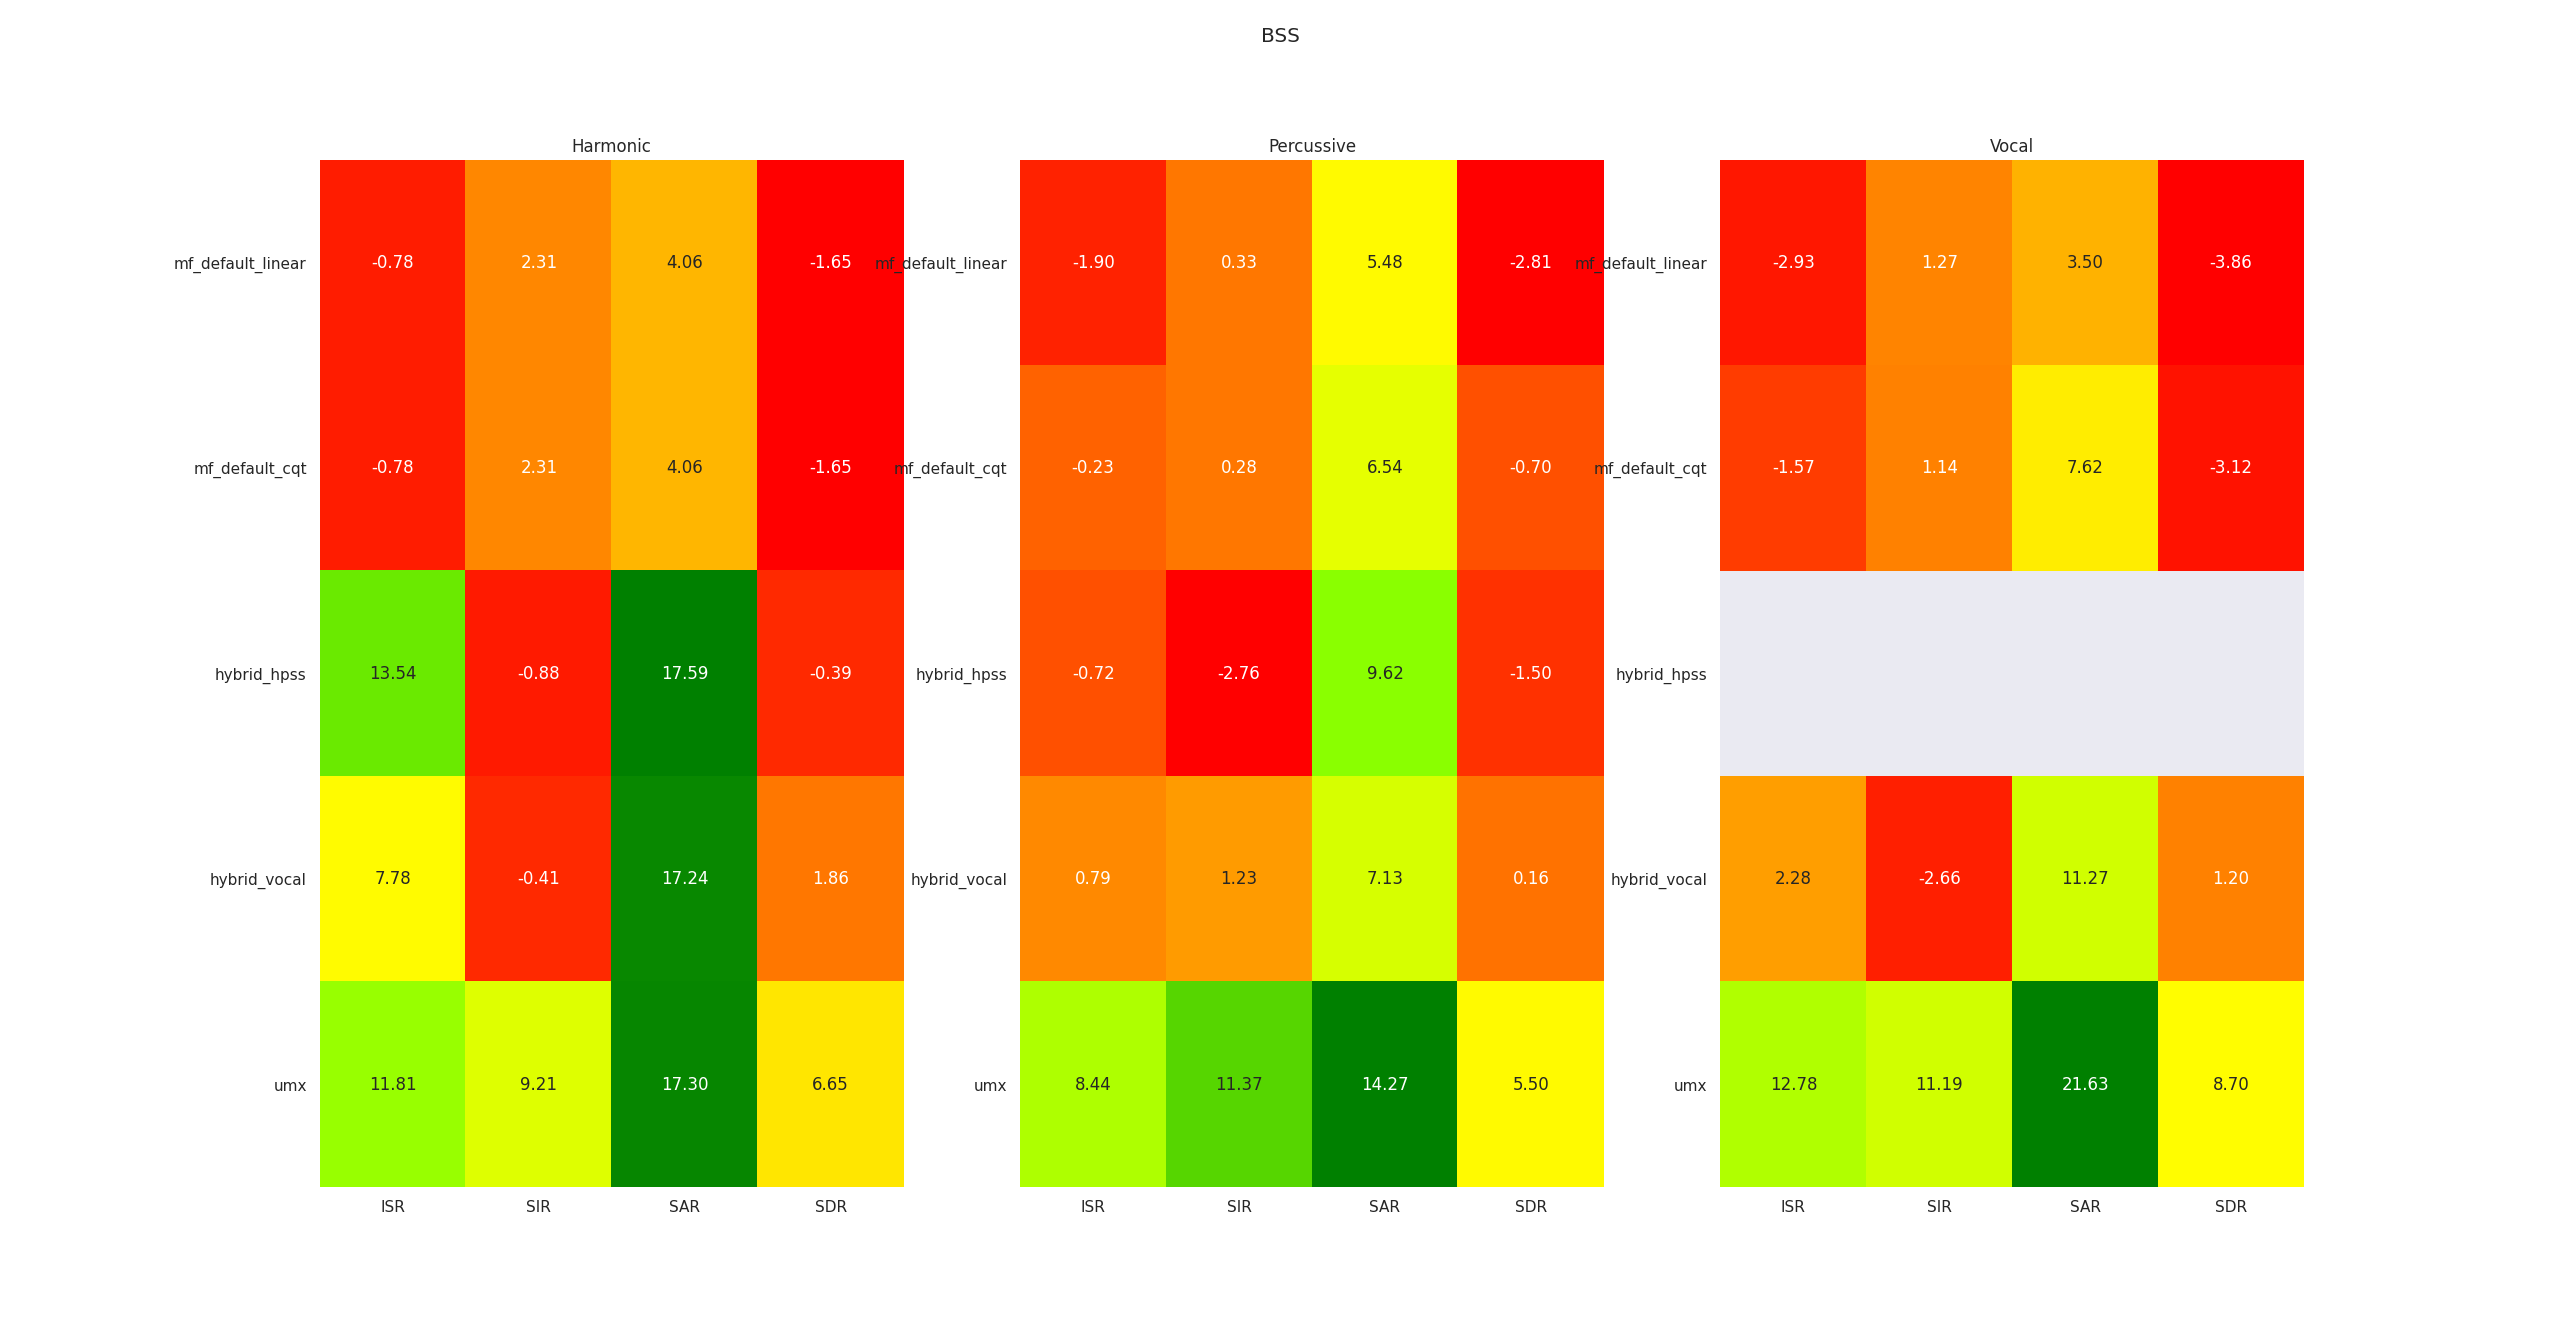 BSS
Harmonic Percussive Vocal
mf_default_linear -0.78 2.31 4.06 -1.65 mf_default_linear -1.90 0.33 5.48 -2.81 mf_default_linear -2.93 1.27 3.50 -3.86
mf_default_cqt -0.78 2.31 4.06 -1.65 mf_default_cqt -0.23 0.28 6.54 -0.70 mf_default_cqt -1.57 1.14 7.62 -3.12
hybrid_hpss 13.54 -0.88 17.59 -0.39 hybrid_hpss -0.72 -2.76 9.62 -1.50 hybrid_hpss
hybrid_vocal 7.78 -0.41 17.24 1.86 hybrid_vocal 0.79 1.23 7.13 0.16 hybrid_vocal 2.28 -2.66 11.27 1.20
umx 11.81 9.21 17.30 6.65 umx 8.44 11.37 14.27 5.50 umx 12.78 11.19 21.63 8.70
ISR SIR SAR SDR ISR SIR SAR SDR ISR SIR SAR SDR